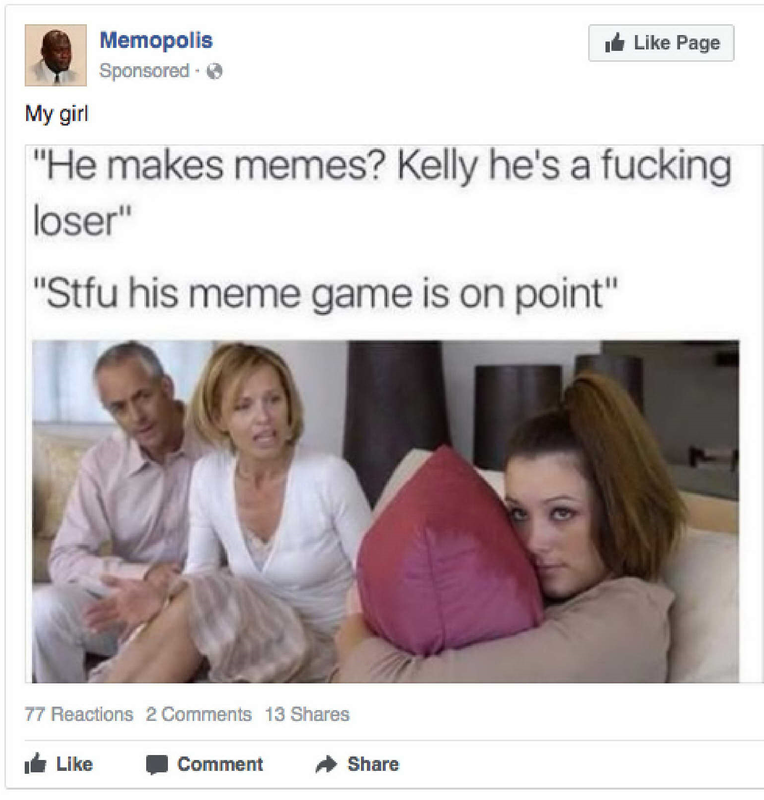 Memopolis
Like Page
Sponsored ·
My girl
"He makes memes? Kelly he's a fucking
loser"
"Stfu his meme game is on point"
77 Reactions 2 Comments 13 Shares
Like Comment Share